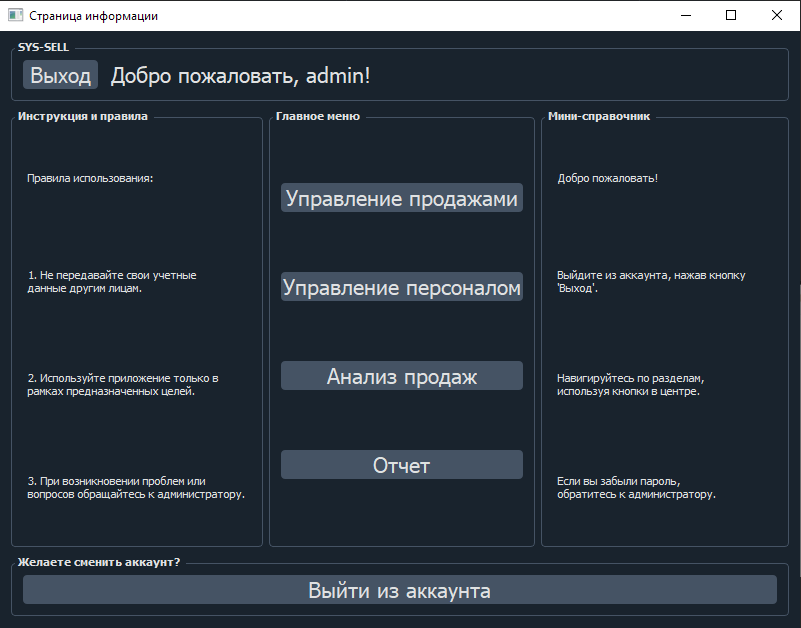 Страница информации
SYS-SELL
Выход
Добро пожаловать, admin!
Инструкция и правила
Правила использования:
1. Не передавайте свои учетные
данные другим лицам.
2. Используйте приложение только в
рамках предназначенных целей.
3. При возникновении проблем или
вопросов обращайтесь к администратору.
Главное меню
Управление продажами
Управление персоналом
Анализ продаж
Отчет
Мини-справочник
Добро пожаловать!
Выйдите из аккаунта, нажав кнопку
'Выход'.
Навигируйтесь по разделам,
используя кнопки в центре.
Если вы забыли пароль,
обратитесь к администратору.
Желаете сменить аккаунт?
Выйти из аккаунта